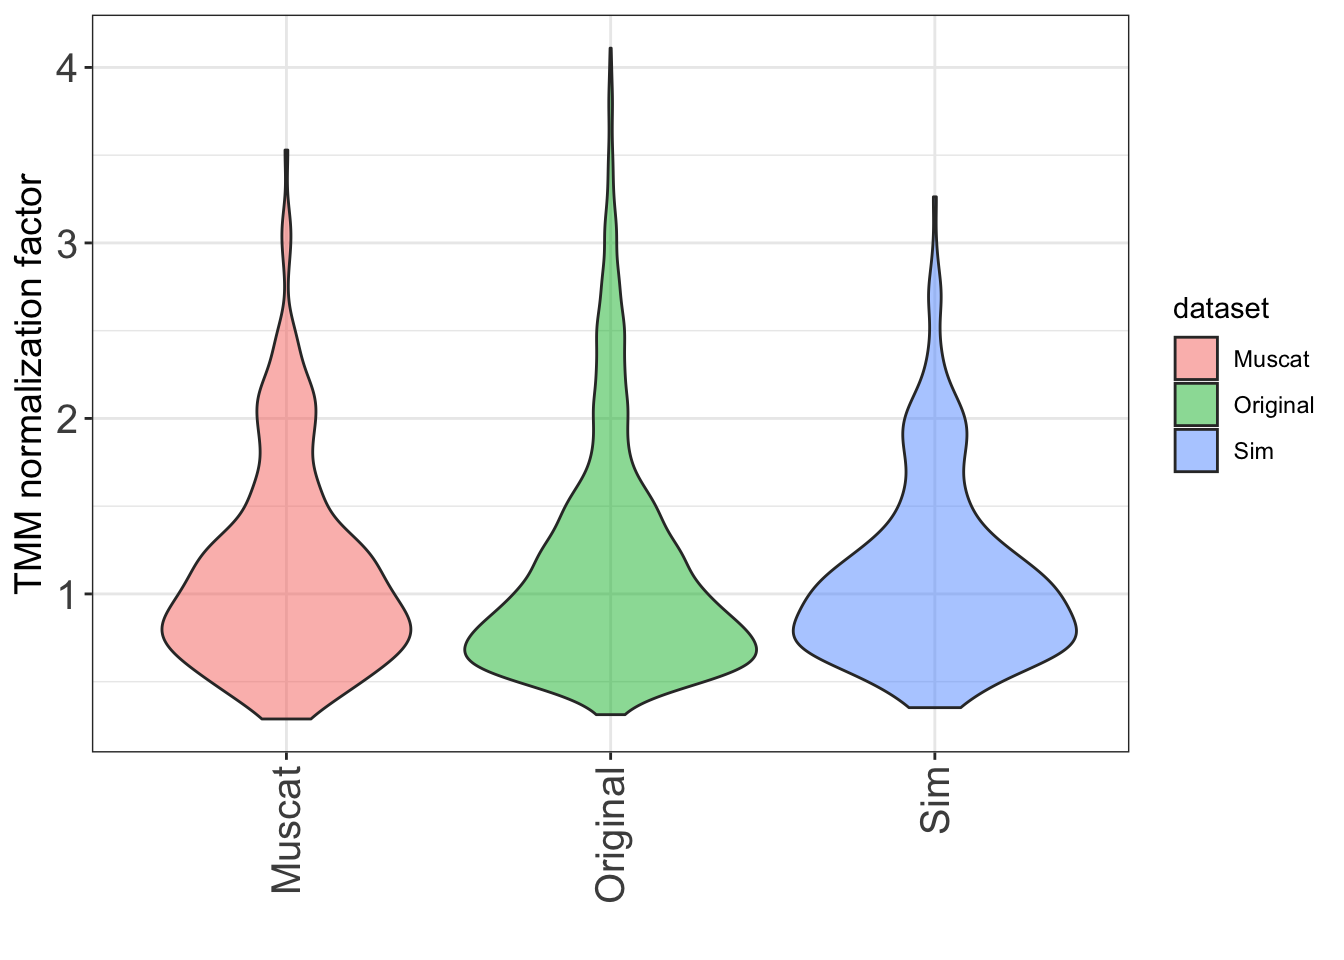 TMM normalization factor
4
3
2
1
Muscat
Original
Sim
dataset
Muscat
Original
Sim